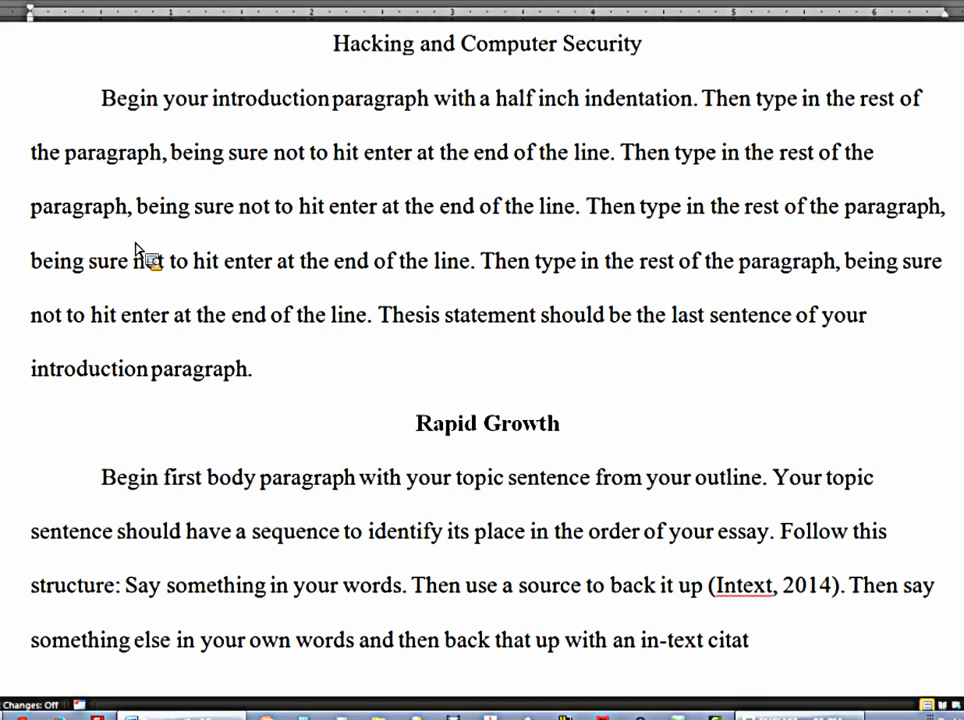 1 2 3 4 5 6
Hacking and Computer Security
Begin your introduction paragraph with a half inch indentation. Then type in the rest of
the paragraph, being sure not to hit enter at the end of the line. Then type in the rest of the
paragraph, being sure not to hit enter at the end of the line. Then type in the rest of the paragraph,
being sure not to hit enter at the end of the line. Then type in the rest of the paragraph, being sure
not to hit enter at the end of the line. Thesis statement should be the last sentence of your
introduction paragraph.
Rapid Growth
Begin first body paragraph with your topic sentence from your outline. Your topic
sentence should have a sequence to identify its place in the order of your essay. Follow this
structure: Say something in your words. Then use a source to back it up (Intext, 2014). Then say
something else in your own words and then back that up with an in-text citat
Changes: Off